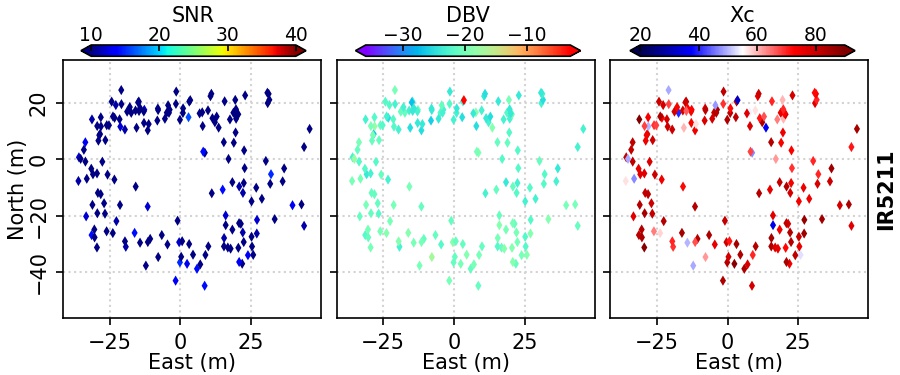 SNR DBV Xc
10 20 30 40 −30 −20 −10 20 40 60 80
20
0
−20
−40
North (m)
IR5211
−25 0 25 −25 0 25 −25 0 25
East (m) East (m) East (m)